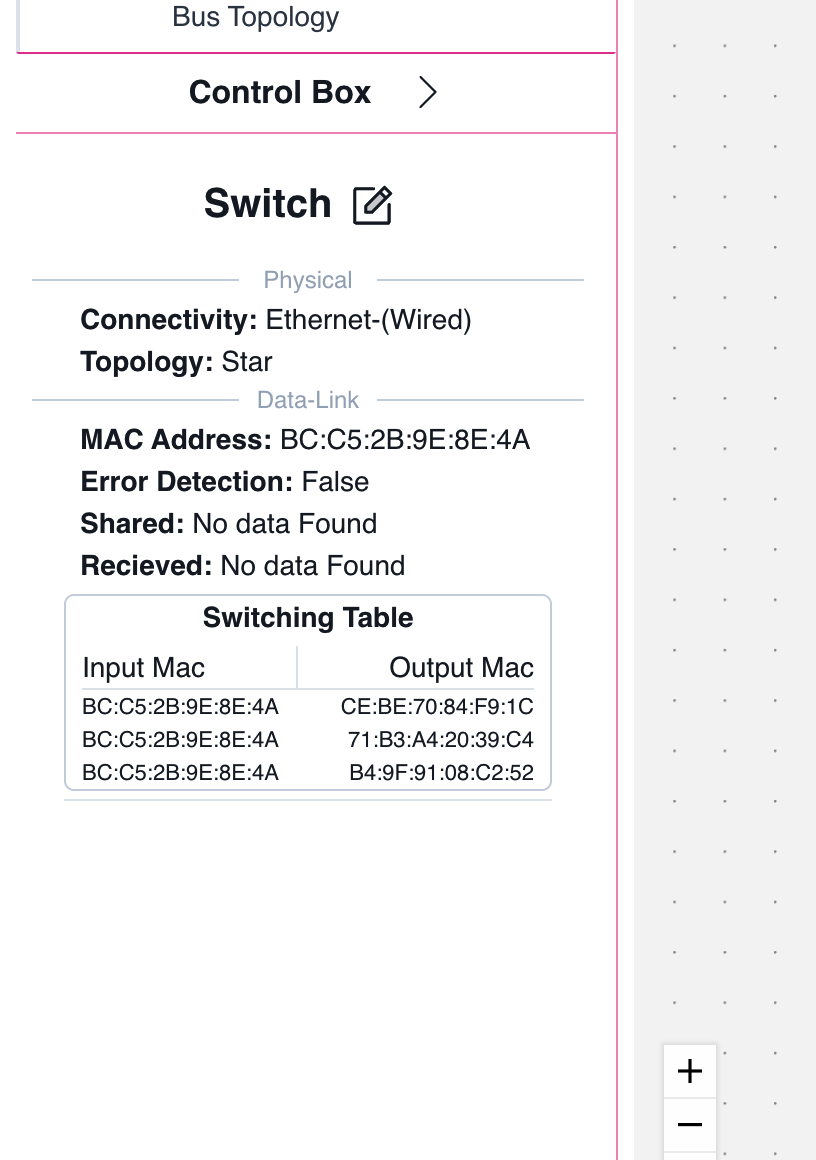 Bus Topology
Control Box
Switch
Physical
Connectivity: Ethernet-(Wired)
Topology: Star
Data-Link
MAC Address: BC:C5:2B:9E:8E:4A
Error Detection: False
Shared: No data Found
Recieved: No data Found
Switching Table
Input Mac Output Mac
BC:C5:2B:9E:8E:4A CE:BE:70:84:F9:1C
BC:C5:2B:9E:8E:4A 71:B3:A4:20:39:C4
BC:C5:2B:9E:8E:4A B4:9F:91:08:C2:52
+
−